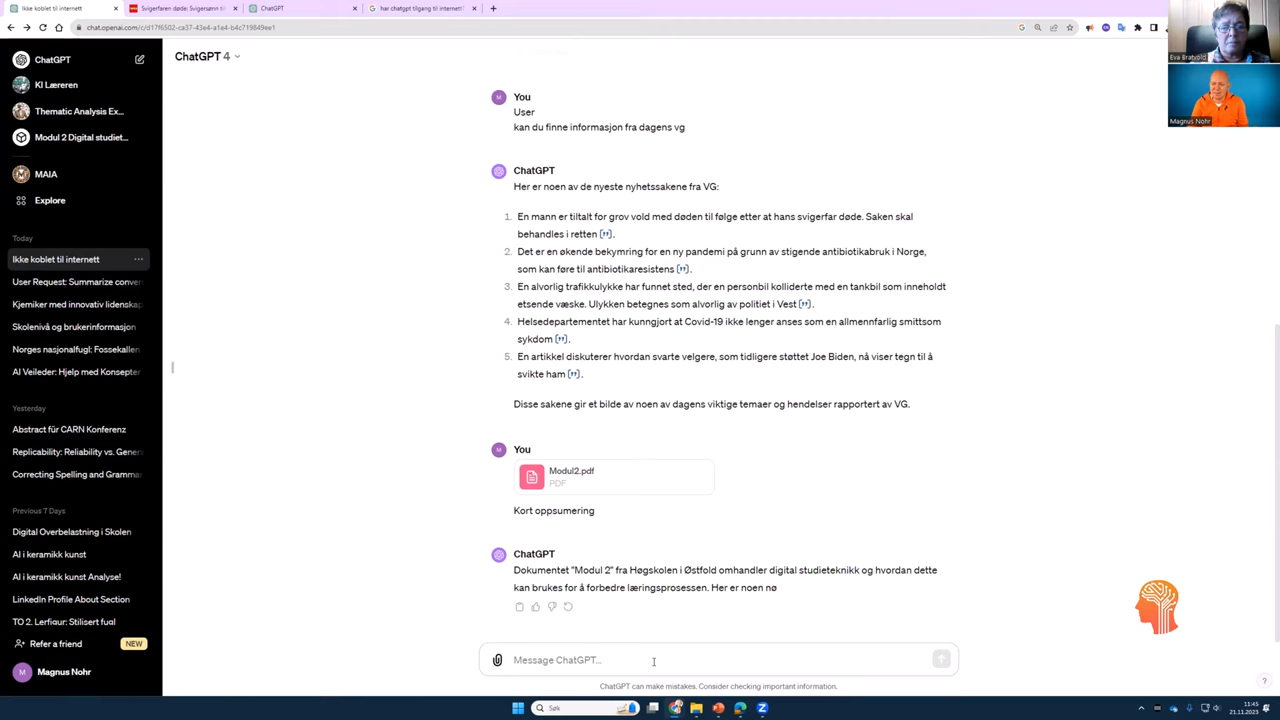 Ikke koblet til internett
Svigerfaren døde: Svigersønn ti
ChatGPT
har chatgpt tilgang til internett?
chat.openai.com/c/d17f6502-ca37-43e4-a1e4-b4c719849ee1
ChatGPT
KI Læreren
Thematic Analysis Ex...
Modul 2 Digital studiet...
MAIA
Explore
Today
Ikke koblet til internett
User Request: Summarize conver
Kjemiker med innovativ lidenskap
Skolenivå og brukerinformasjon
Norges nasjonalfugl: Fossekallen
AI Veileder: Hjelp med Konsepter
Yesterday
Abstract für CARN Konferenz
Replicability: Reliability vs. Gener
Correcting Spelling and Grammar
Previous 7 Days
Digital Overbelastning i Skolen
AI i keramikk kunst
AI i keramikk kunst Analyse!
LinkedIn Profile About Section
TO 2. Lerfigur: Stilisert fugl
Refer a friend NEW
M Magnus Nohr
ChatGPT 4
M You
User
kan du finne informasjon fra dagens vg
ChatGPT
Her er noen av de nyeste nyhetssakene fra VG:
1. En mann er tiltalt for grov vold med døden til følge etter at hans svigerfar døde. Saken skal
behandles i retten ["].
2. Det er en økende bekymring for en ny pandemi på grunn av stigende antibiotikabruk i Norge,
som kan føre til antibiotikaresistens ["].
3. En alvorlig trafikkulykke har funnet sted, der en personbil kolliderte med en tankbil som inneholdt
etsende væske. Ulykken betegnes som alvorlig av politiet i Vest ["].
4. Helsedepartementet har kunngjort at Covid-19 ikke lenger anses som en allmennfarlig smittsom
sykdom ["].
5. En artikkel diskuterer hvordan svarte velgere, som tidligere støttet Joe Biden, nå viser tegn til å
svikte ham ["].
Disse sakene gir et bilde av noen av dagens viktige temaer og hendelser rapportert av VG.
M You
Modul2.pdf
PDF
Kort oppsumering
ChatGPT
Dokumentet "Modul 2" fra Høgskolen i Østfold omhandler digital studieteknikk og hvordan dette
kan brukes for å forbedre læringsprosessen. Her er noen nø
Message ChatGPT...
ChatGPT can make mistakes. Consider checking important information.
?
Eva Bratvold
Magnus Nohr
Søk
11:45
21.11.2023